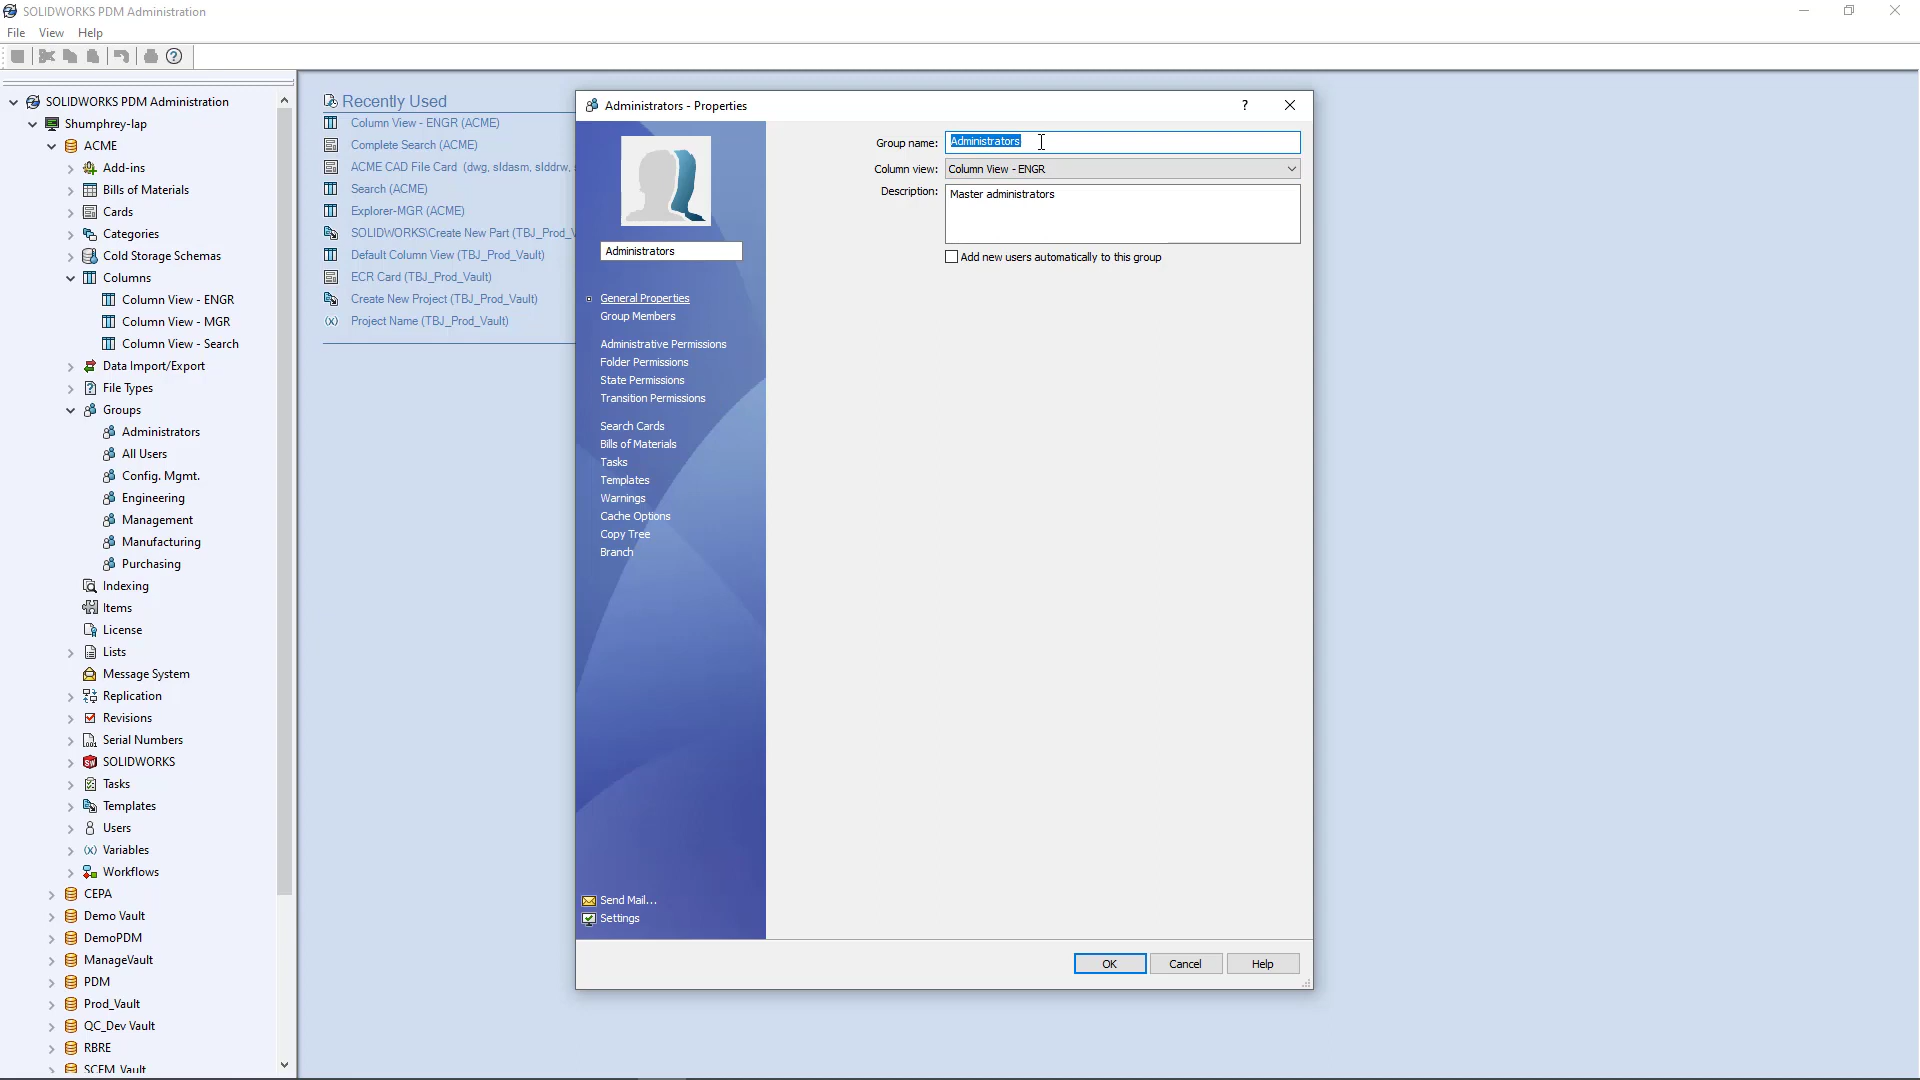 SOLIDWORKS PDM Administration
File View Help
SOLIDWORKS PDM Administration
Shumphrey-lap
ACME
Add-ins
Bills of Materials
Cards
Categories
Cold Storage Schemas
Columns
Column View - ENGR
Column View - MGR
Column View - Search
Data Import/Export
File Types
Groups
Administrators
All Users
Config. Mgmt.
Engineering
Management
Manufacturing
Purchasing
Indexing
Items
License
Lists
Message System
Replication
Revisions
Serial Numbers
SOLIDWORKS
Tasks
Templates
Users
Variables
Workflows
CEPA
Demo Vault
DemoPDM
ManageVault
PDM
Prod_Vault
QC_Dev Vault
RBRE
SCEM_Vault
Recently Used
Column View - ENGR (ACME)
Complete Search (ACME)
ACME CAD File Card (dwg, sldasm, slddrw, s
Search (ACME)
Explorer-MGR (ACME)
SOLIDWORKS\Create New Part (TBJ_Prod_V
Default Column View (TBJ_Prod_Vault)
ECR Card (TBJ_Prod_Vault)
Create New Project (TBJ_Prod_Vault)
Project Name (TBJ_Prod_Vault)
Administrators - Properties
?
Administrators
General Properties
Group Members
Administrative Permissions
Folder Permissions
State Permissions
Transition Permissions
Search Cards
Bills of Materials
Tasks
Templates
Warnings
Cache Options
Copy Tree
Branch
Send Mail...
Settings
Group name: Administrators
Column view: Column View - ENGR
Description: Master administrators
Add new users automatically to this group
OK Cancel Help